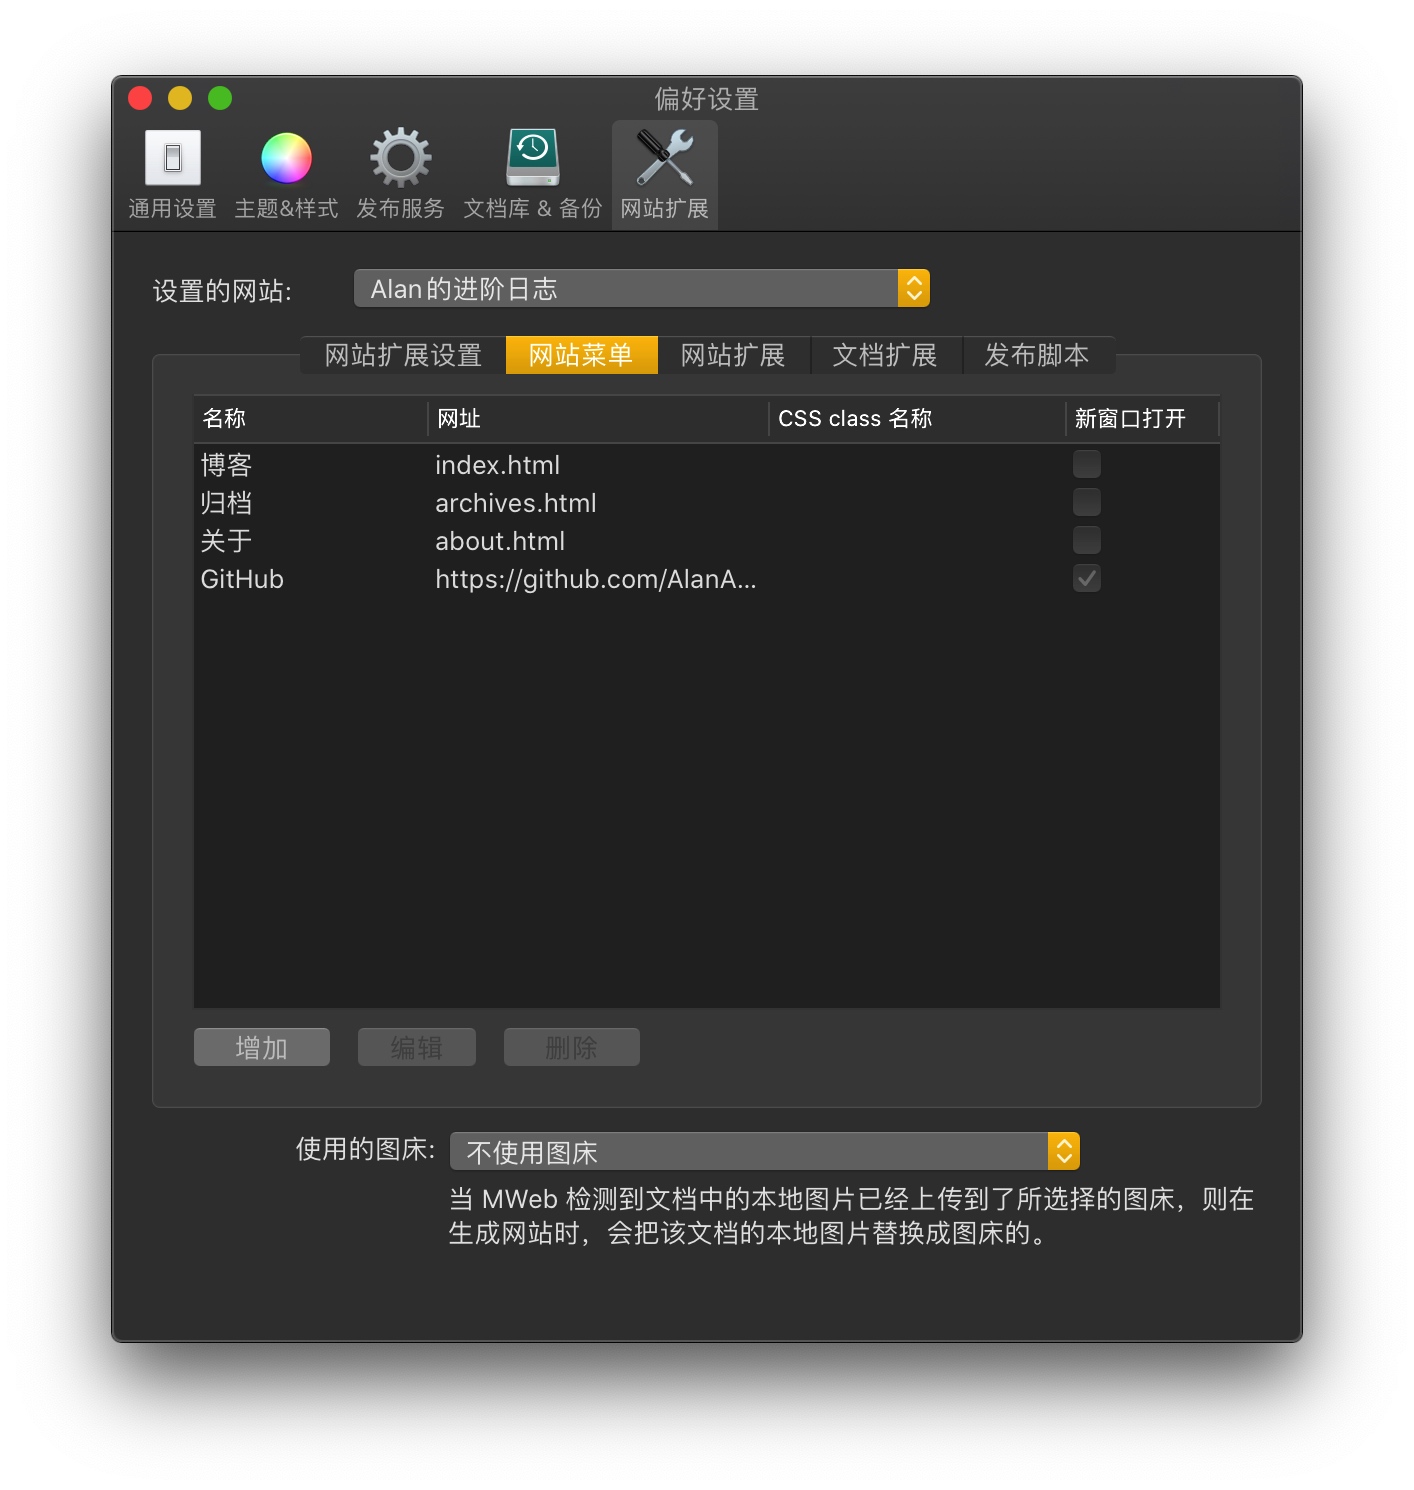 偏好设置
通用设置 主题&样式 发布服务 文档库 & 备份 网站扩展
设置的网站: Alan的进阶日志
网站扩展设置 网站菜单 网站扩展 文档扩展 发布脚本
名称 网址 CSS class 名称 新窗口打开
博客 index.html
归档 archives.html
关于 about.html
GitHub https://github.com/AlanA...
增加 编辑 删除
使用的图床: 不使用图床
当 MWeb 检测到文档中的本地图片已经上传到了所选择的图床，则在
生成网站时，会把该文档的本地图片替换成图床的。